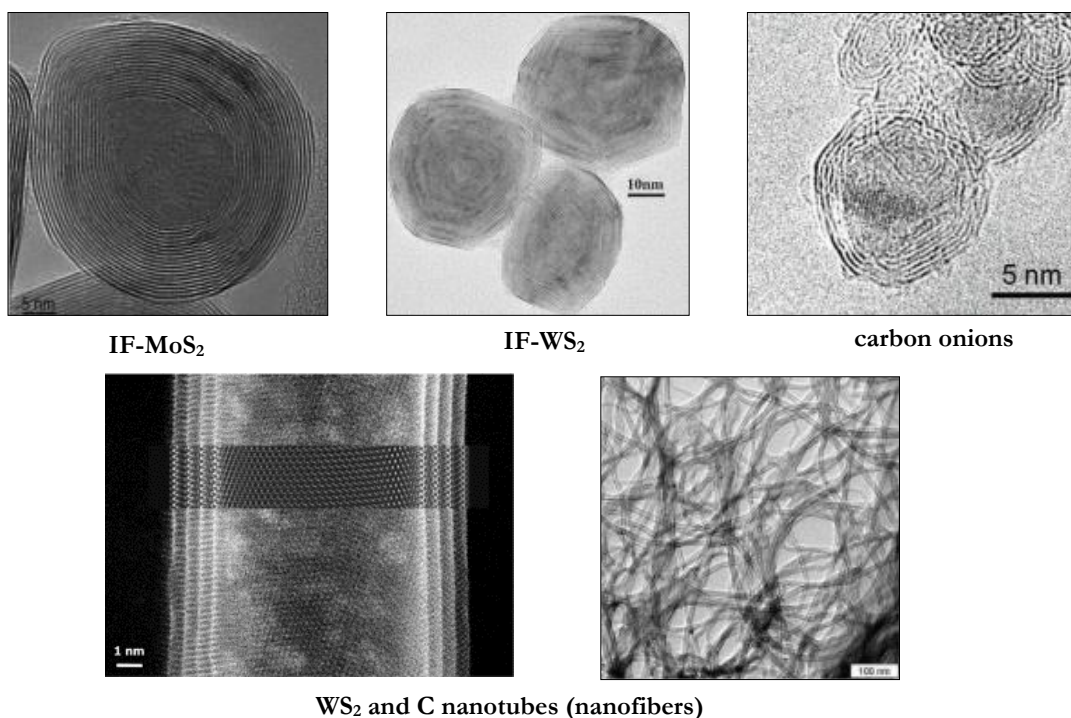 5 nm
10nm
5 nm
IF-MoS₂
IF-WS₂
carbon onions
1 nm
100 nm
WS₂ and C nanotubes (nanofibers)